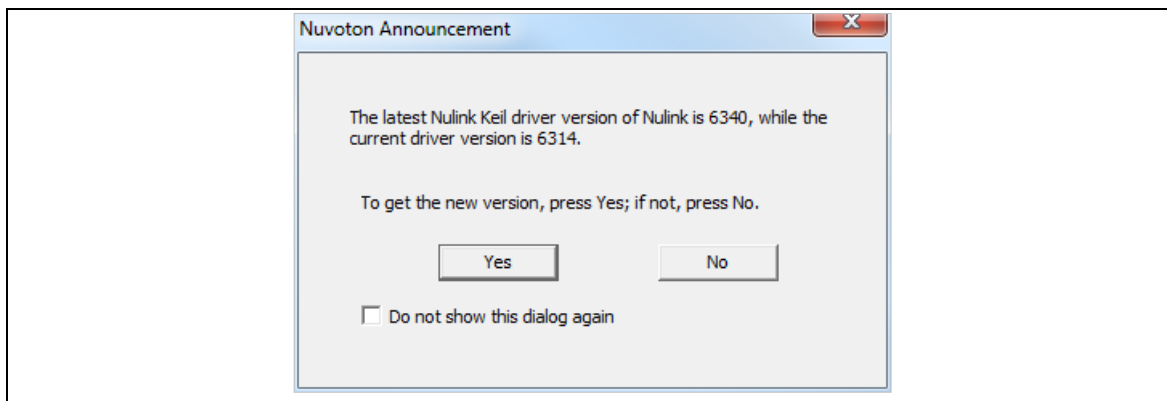 Nuvoton Announcement
The latest Nulink Keil driver version of Nulink is 6340, while the
current driver version is 6314.
To get the new version, press Yes; if not, press No.
Yes No
Do not show this dialog again